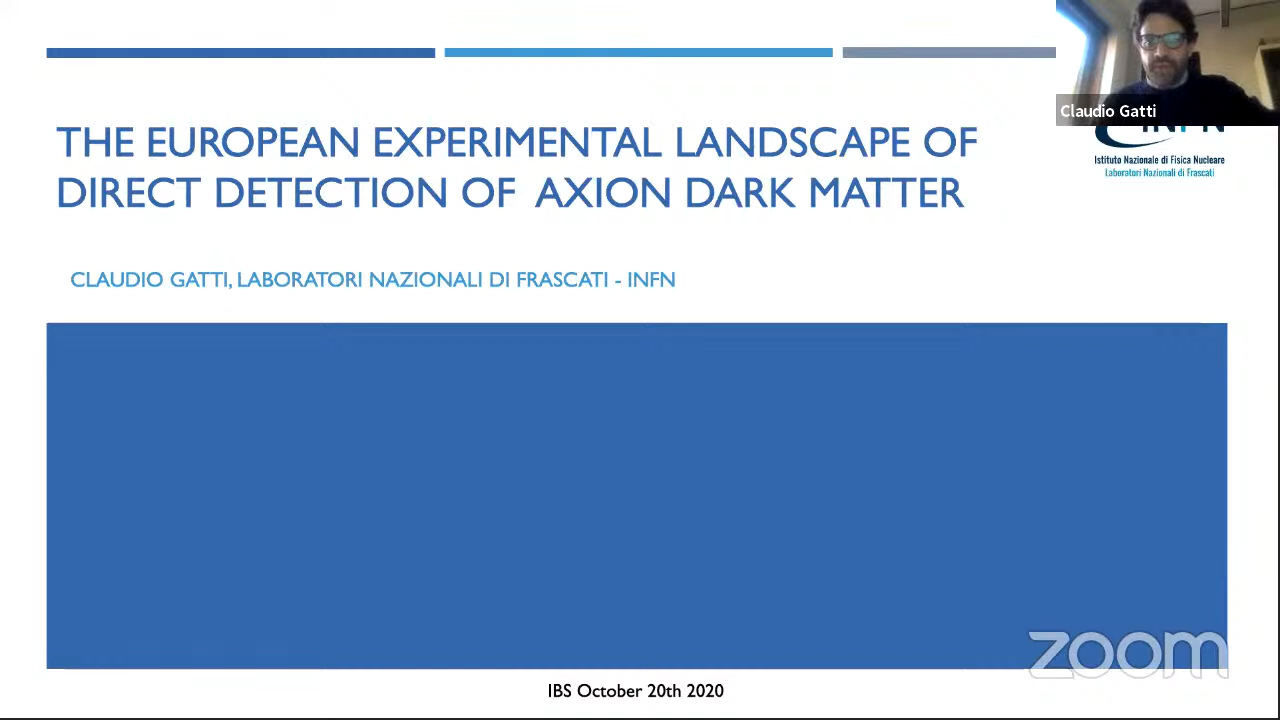 Claudio Gatti
INFN
Istituto Nazionale di Fisica Nucleare
Laboratori Nazionali di Frascati
THE EUROPEAN EXPERIMENTAL LANDSCAPE OF
DIRECT DETECTION OF AXION DARK MATTER
CLAUDIO GATTI, LABORATORI NAZIONALI DI FRASCATI - INFN
zoom
IBS October 20th 2020